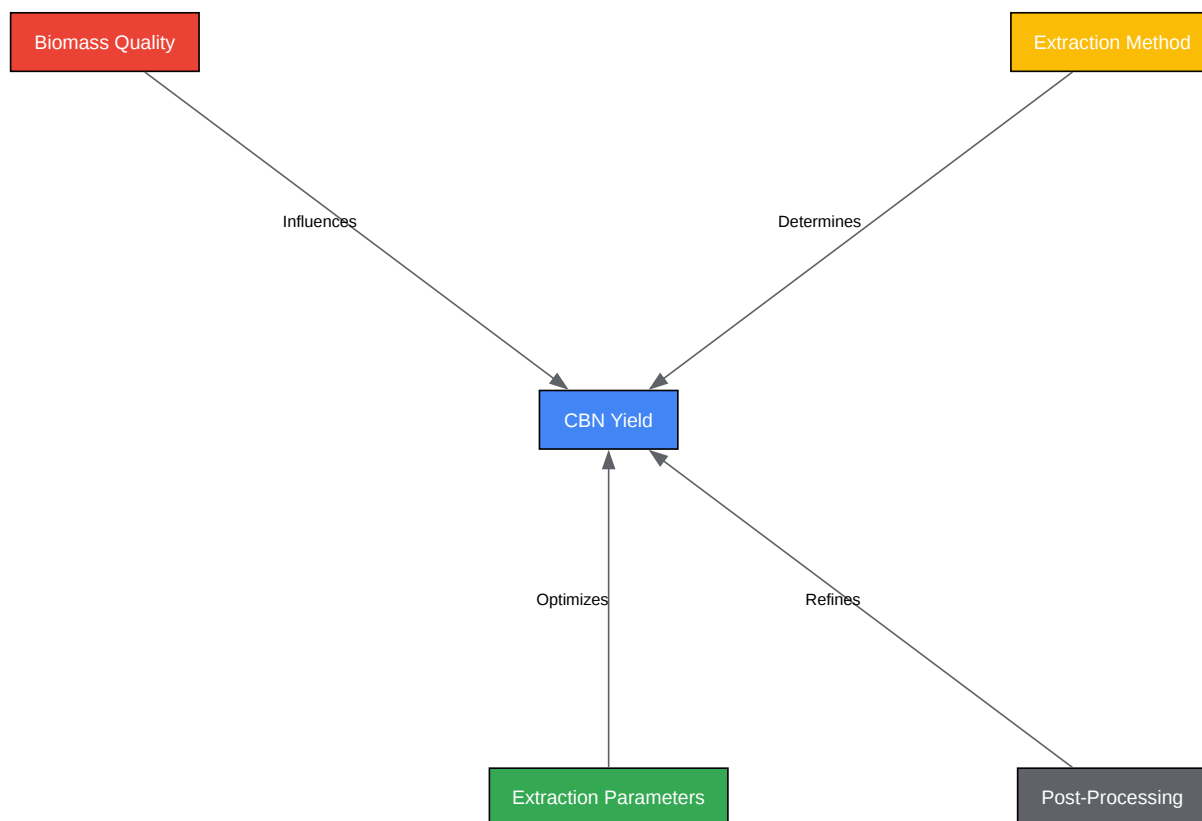 Biomass Quality
Extraction Method
Influences
Determines
CBN Yield
Optimizes
Refines
Extraction Parameters
Post-Processing